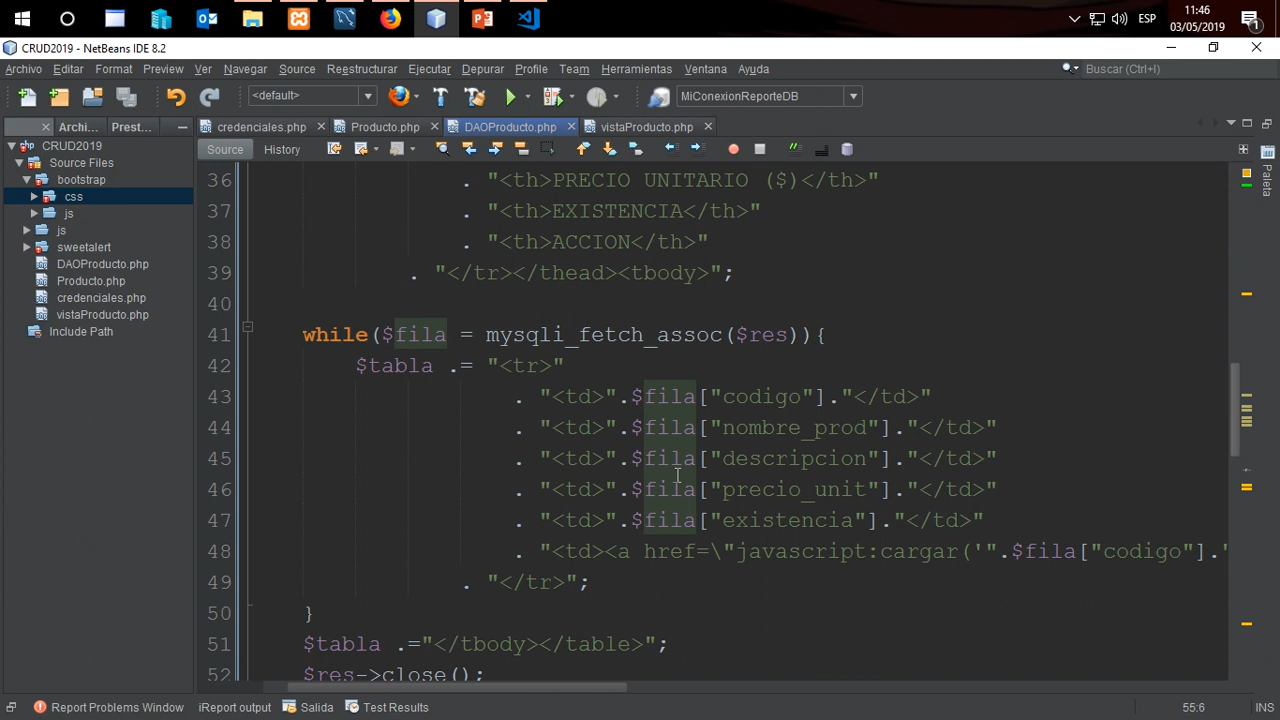 11:46
ESP
03/05/2019
1
CRUD2019 - NetBeans IDE 8.2
Archivo Editar Format Preview Ver Navegar Source Reestructurar Ejecutar Depurar Profile Team Herramientas Ventana Ayuda
Buscar (Ctrl+I)
<default>
MiConexionReporteDB
Archi... Prest...
credenciales.php Producto.php DAOProducto.php vistaProducto.php
Source History
CRUD2019
Source Files
bootstrap
css
js
js
sweetalert
DAOProducto.php
Producto.php
credenciales.php
vistaProducto.php
Include Path
Paleta
36 . "<th>PRECIO UNITARIO ($)</th>"
37 . "<th>EXISTENCIA</th>"
38 . "<th>ACCION</th>"
39 . "</tr></thead><tbody>";
40
41 while($fila = mysqli_fetch_assoc($res)){
42 $tabla .= "<tr>"
43 . "<td>".$fila["codigo"]."</td>"
44 . "<td>".$fila["nombre_prod"]."</td>"
45 . "<td>".$fila["descripcion"]."</td>"
46 . "<td>".$fila["precio_unit"]."</td>"
47 . "<td>".$fila["existencia"]."</td>"
48 . "<td><a href=\"javascript:cargar('".$fila["codigo"]."
49 . "</tr>";
50 }
51 $tabla .="</tbody></table>";
52 $res->close();
Report Problems Window iReport output Salida Test Results
55:6 INS